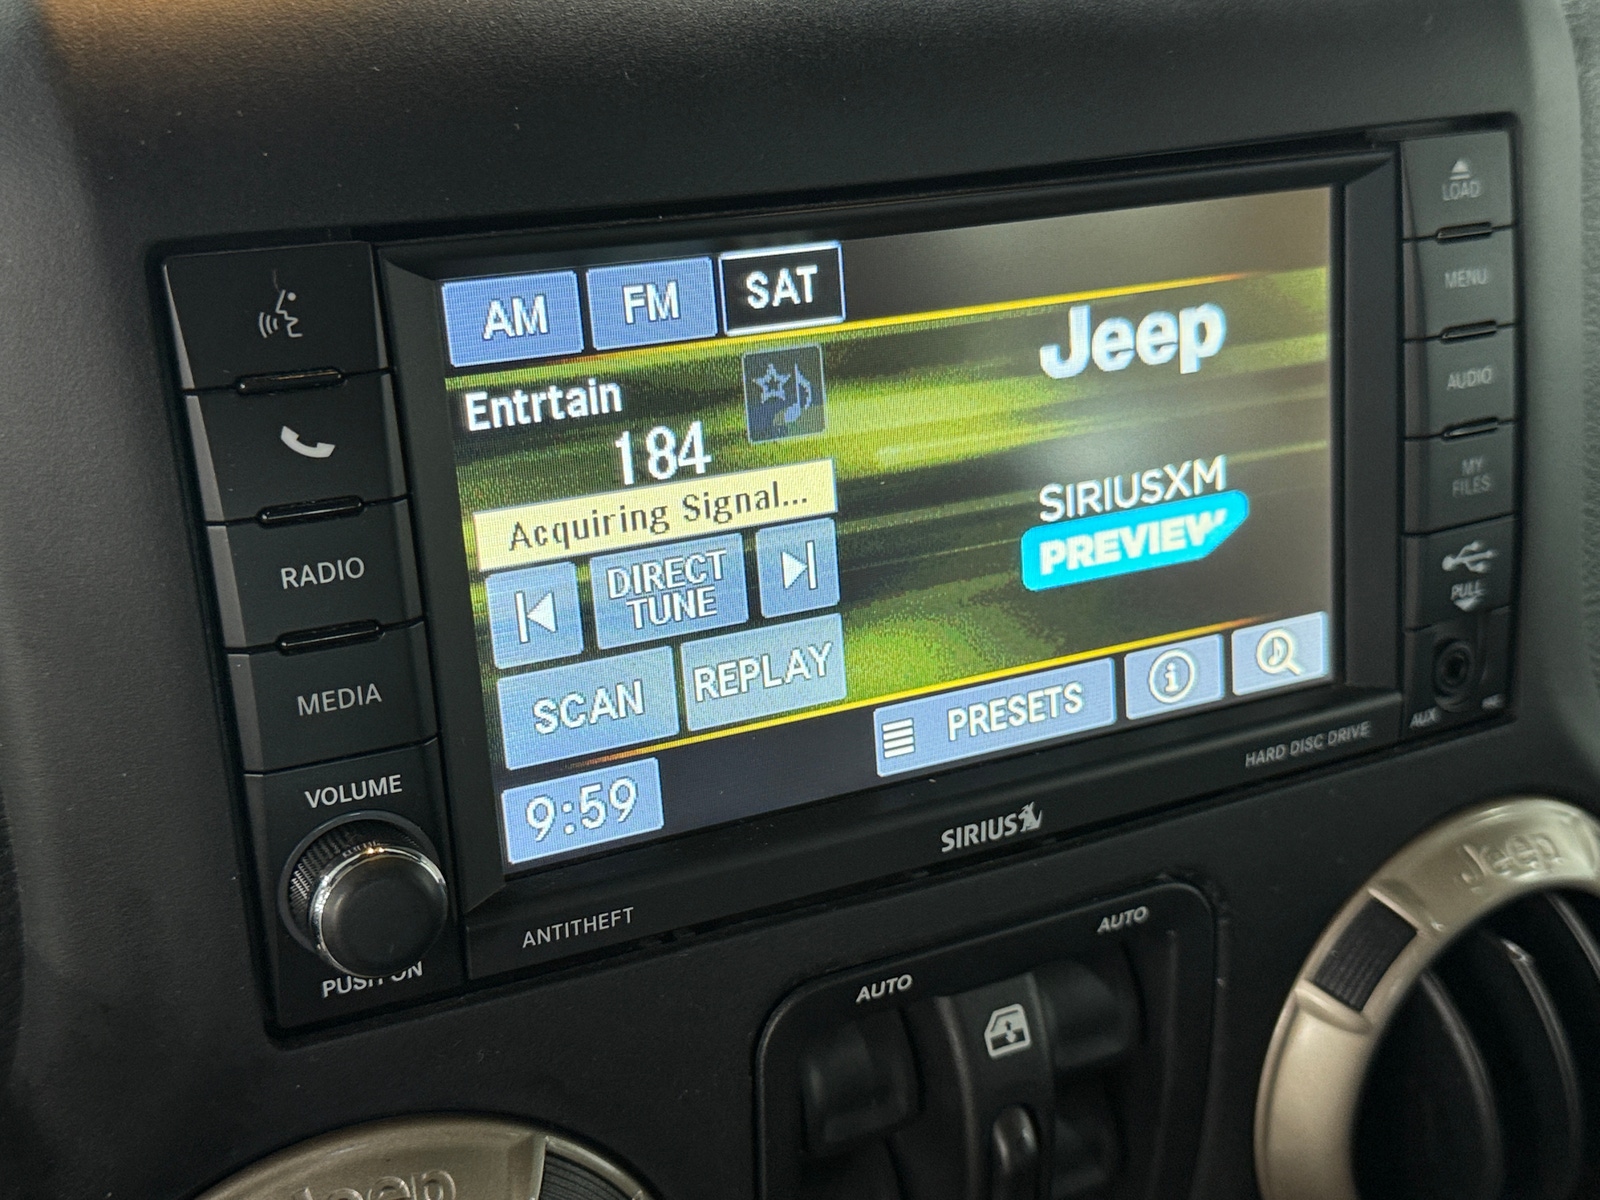 AM
FM
SAT
Jeep
Entrtain
184
SIRIUSXM
PREVIEW
Acquiring Signal...
DIRECT
TUNE
SCAN
REPLAY
PRESETS
9:59
RADIO
MEDIA
VOLUME
PUSH ON
LOAD
MENU
AUDIO
MY
FILES
PULL
AUX
HARD DISC DRIVE
SIRIUS
ANTITHEFT
AUTO
AUTO
Jeep
Jeep